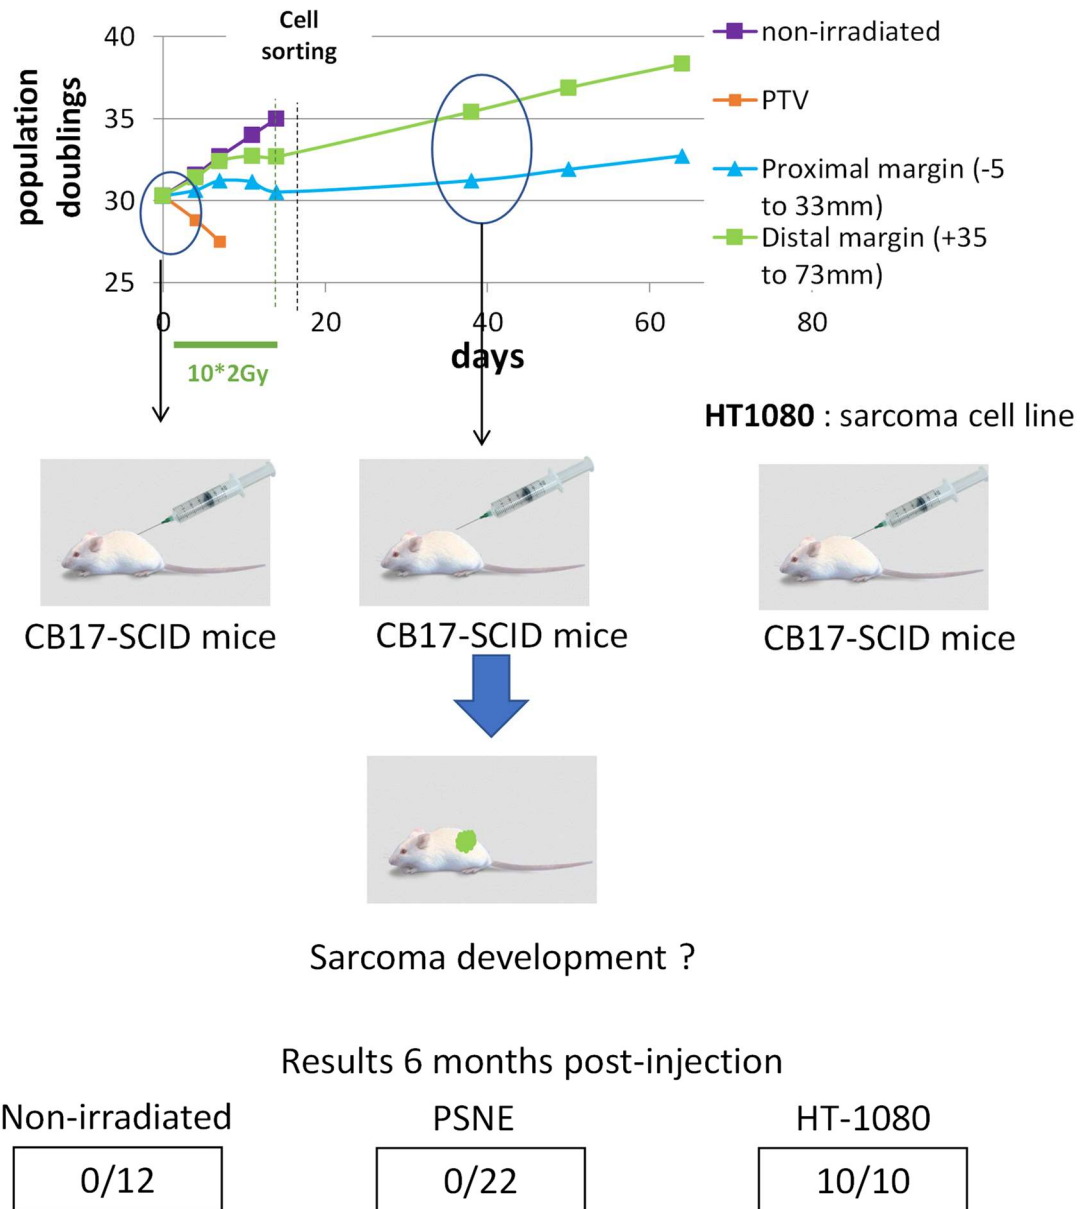 Cell
sorting
population
doublings
40
35
30
25
0
20
40
60
80
days
10*2Gy
non-irradiated
PTV
Proximal margin (-5
to 33mm)
Distal margin (+35
to 73mm)
HT1080 : sarcoma cell line
CB17-SCID mice
CB17-SCID mice
CB17-SCID mice
Sarcoma development ?
Results 6 months post-injection
Non-irradiated
PSNE
HT-1080
0/12
0/22
10/10